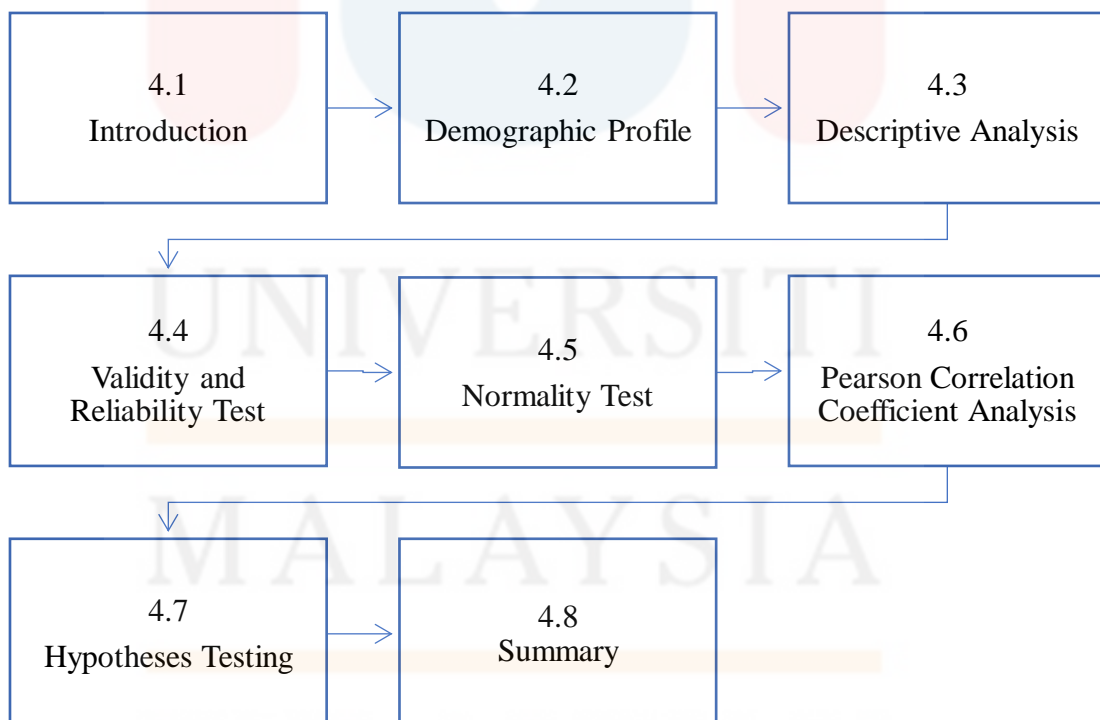 4.1
Introduction
4.2
Demographic Profile
4.3
Descriptive Analysis
4.4
Validity and
Reliability Test
4.5
Normality Test
4.6
Pearson Correlation
Coefficient Analysis
4.7
Hypotheses Testing
4.8
Summary
UNIVERSITI
MALAYSIA